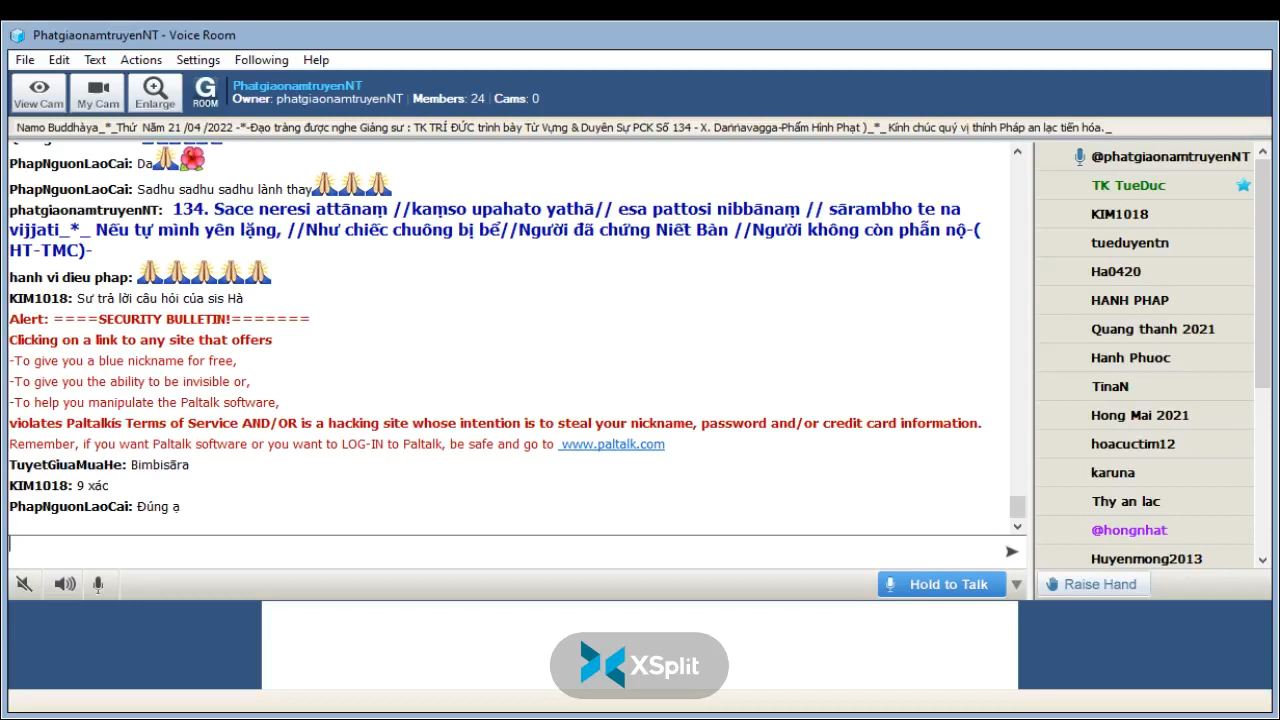 PhatgiaonamtruyenNT - Voice Room
File Edit Text Actions Settings Following Help
View Cam
My Cam
Enlarge
G
ROOM
PhatgiaonamtruyenNT
Owner: phatgiaonamtruyenNT | Members: 24 | Cams: 0
Namo Buddhàya_*_Thứ Năm 21 /04 /2022 -*-Đạo tràng được nghe Giảng sư : TK TRÍ ĐỨC trình bày Từ Vựng & Duyên Sự PCK Số 134 - X. Daṇṇavagga-Phẩm Hình Phạt )_*_ Kính chúc quý vị thính Pháp an lạc tiến hóa._
PhapNguonLaoCai: Da
PhapNguonLaoCai: Sadhu sadhu sadhu lành thay
phatgiaonamtruyenNT: 134. Sace neresi attānaṃ //kaṃso upahato yathā// esa pattosi nibbānaṃ // sārambho te na
vijjati_*_ Nếu tự mình yên lặng, //Như chiếc chuông bị bể//Người đã chứng Niết Bàn //Người không còn phẫn nộ-(
HT-TMC)-
hanh vi dieu phap:
KIM1018: Sư trả lời câu hỏi của sis Hà
Alert: ====SECURITY BULLETIN!=======
Clicking on a link to any site that offers
-To give you a blue nickname for free,
-To give you the ability to be invisible or,
-To help you manipulate the Paltalk software,
violates Paltalkís Terms of Service AND/OR is a hacking site whose intention is to steal your nickname, password and/or credit card information.
Remember, if you want Paltalk software or you want to LOG-IN to Paltalk, be safe and go to www.paltalk.com
TuyetGiuaMuaHe: Bimbisāra
KIM1018: 9 xác
PhapNguonLaoCai: Đúng ạ
Hold to Talk
@phatgiaonamtruyenNT
TK TueDuc
KIM1018
tueduyentn
Ha0420
HANH PHAP
Quang thanh 2021
Hanh Phuoc
TinaN
Hong Mai 2021
hoacuctim12
karuna
Thy an lac
@hongnhat
Huyenmong2013
Raise Hand
XSplit